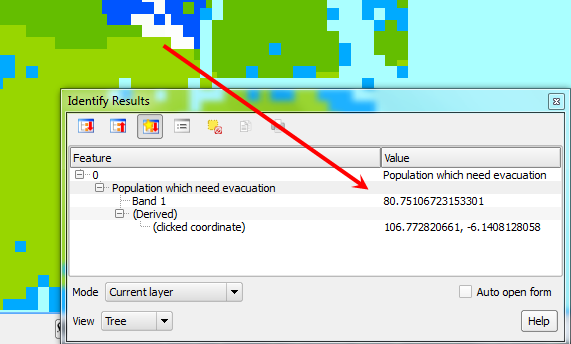 Identify Results
Feature Value
0 Population which need evacuation
Population which need evacuation
Band 1 80.75106723153301
(Derived)
(clicked coordinate) 106.772820661, -6.1408128058
Mode Current layer Auto open form
View Tree Help